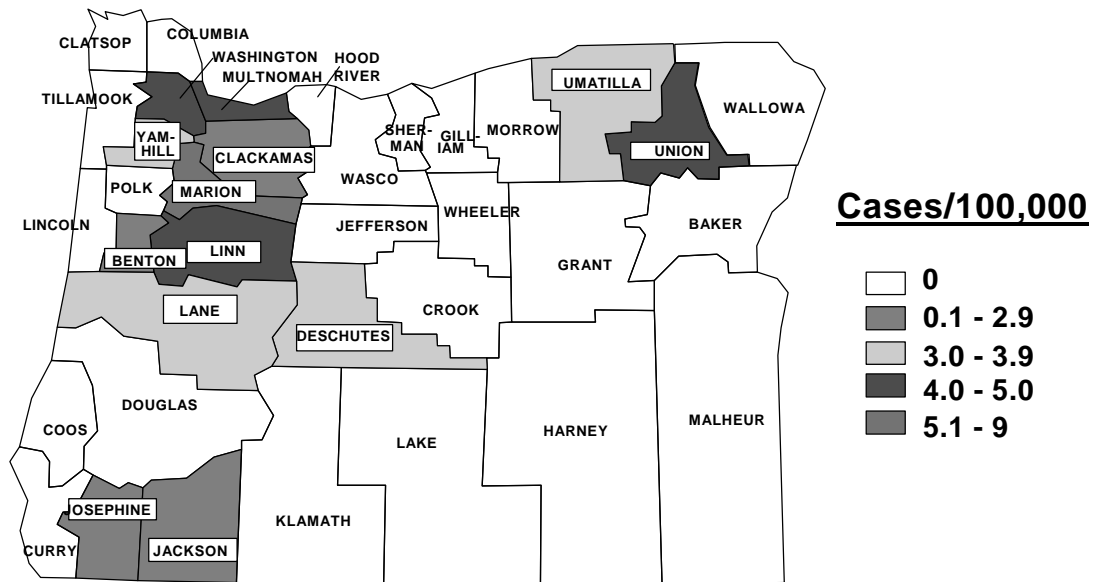 CLATSOP
COLUMBIA
WASHINGTON
MULTNOMAH
HOOD
RIVER
TILLAMOOK
YAM-
HILL
CLACKAMAS
SHER-
MAN
GILL-
IAM
MORROW
UMATILLA
WALLOWA
UNION
POLK
MARION
WASCO
LINCOLN
BENTON
LINN
JEFFERSON
WHEELER
GRANT
BAKER
LANE
DESCHUTES
CROOK
DOUGLAS
COOS
LAKE
HARNEY
MALHEUR
JOSEPHINE
CURRY
JACKSON
KLAMATH
Cases/100,000
0
0.1 - 2.9
3.0 - 3.9
4.0 - 5.0
5.1 - 9